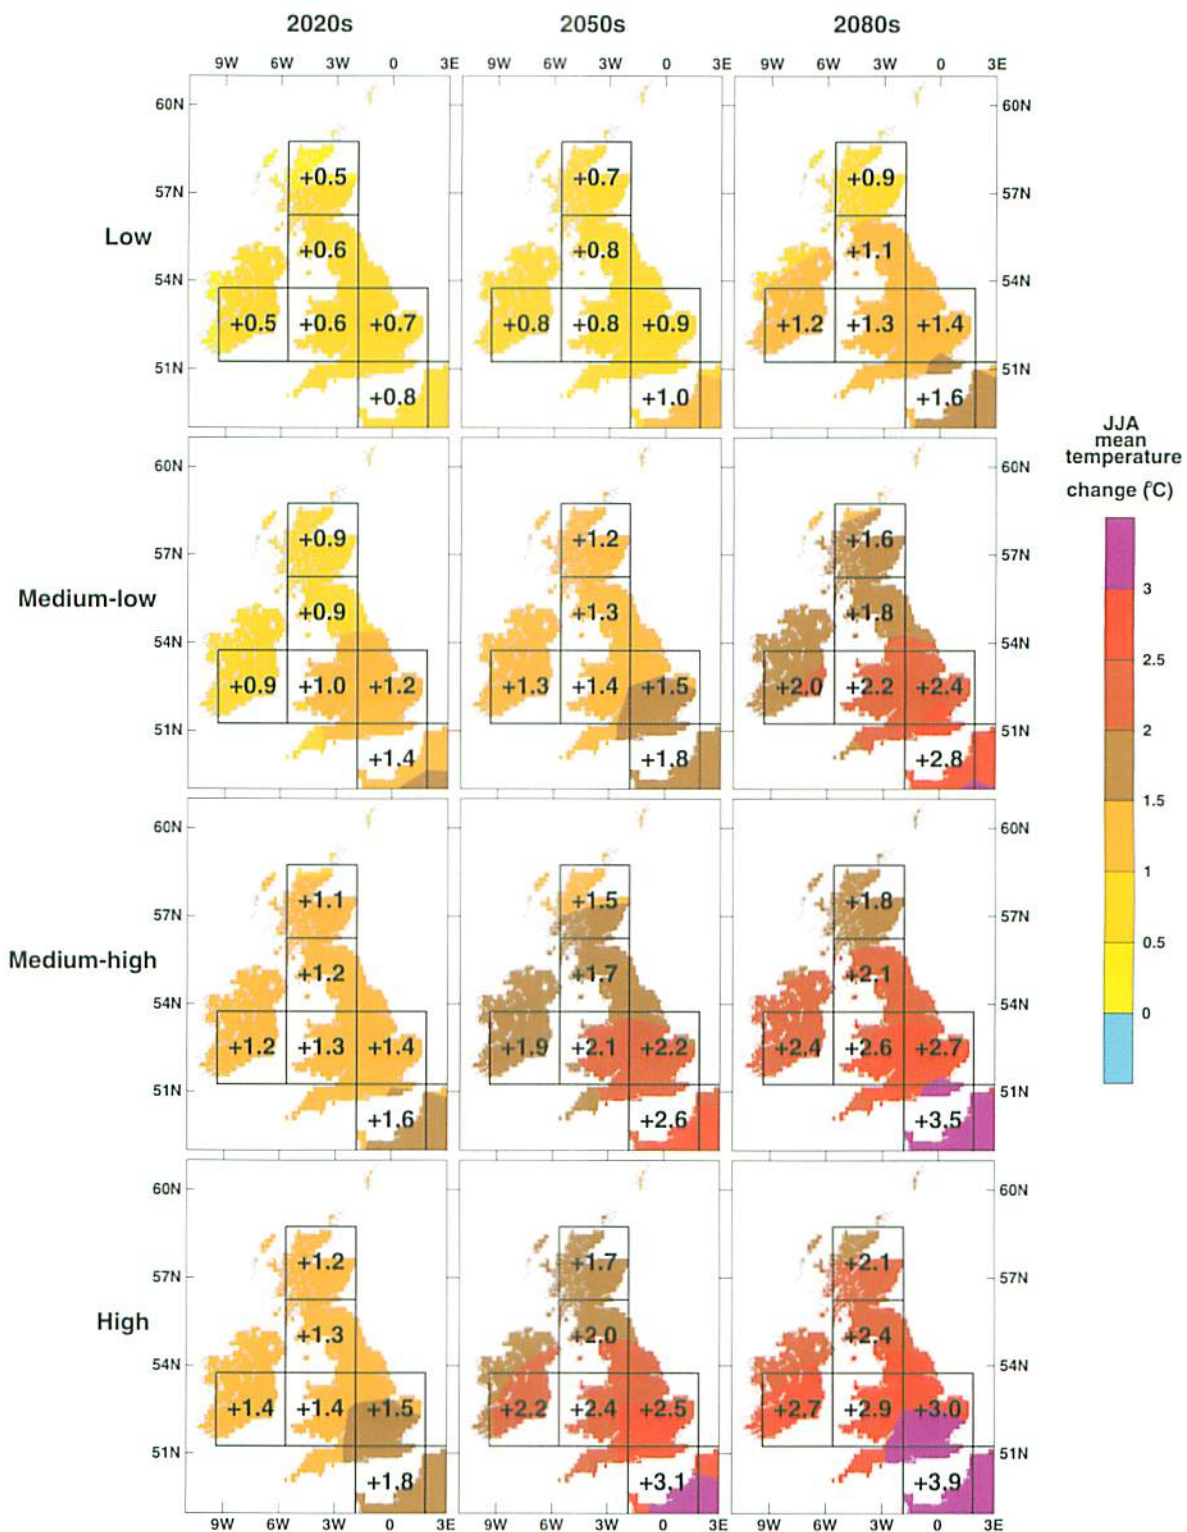 2020s 2050s 2080s
9W 6W 3W 0 3E 9W 6W 3W 0 3E 9W 6W 3W 0 3E
60N 60N
+0.5 +0.7 +0.9
57N 57N
Low
+0.6 +0.8 +1.1
54N 54N
+0.5 +0.6 +0.7 +0.8 +0.8 +0.9 +1.2 +1.3 +1.4
51N 51N
+0.8 +1.0 +1.6
JJA
mean
temperature
change (°C)
60N 60N
+0.9 +1.2 +1.6
57N 57N
Medium-low
+0.9 +1.3 +1.8
54N 54N
+0.9 +1.0 +1.2 +1.3 +1.4 +1.5 +2.0 +2.2 +2.4
51N 51N
+1.4 +1.8 +2.8
3
2.5
2
1.5
1
0.5
0
60N 60N
+1.1 +1.5 +1.8
57N 57N
Medium-high
+1.2 +1.7 +2.1
54N 54N
+1.2 +1.3 +1.4 +1.9 +2.1 +2.2 +2.4 +2.6 +2.7
51N 51N
+1.6 +2.6 +3.5
60N 60N
+1.2 +1.7 +2.1
57N 57N
High
+1.3 +2.0 +2.4
54N 54N
+1.4 +1.4 +1.5 +2.2 +2.4 +2.5 +2.7 +2.9 +3.0
51N 51N
+1.8 +3.1 +3.9
9W 6W 3W 0 3E 9W 6W 3W 0 3E 9W 6W 3W 0 3E